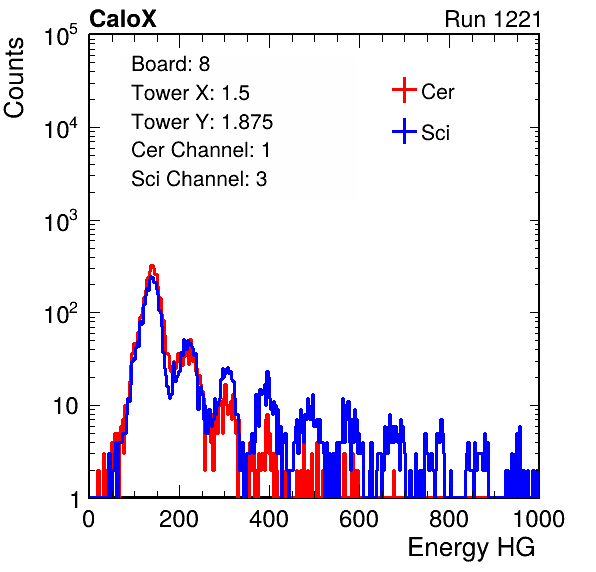 CaloX Run 1221
Counts
10^5
10^4
10^3
10^2
10
1
Board: 8
Tower X: 1.5
Tower Y: 1.875
Cer Channel: 1
Sci Channel: 3
Cer
Sci
0 200 400 600 800 1000
Energy HG